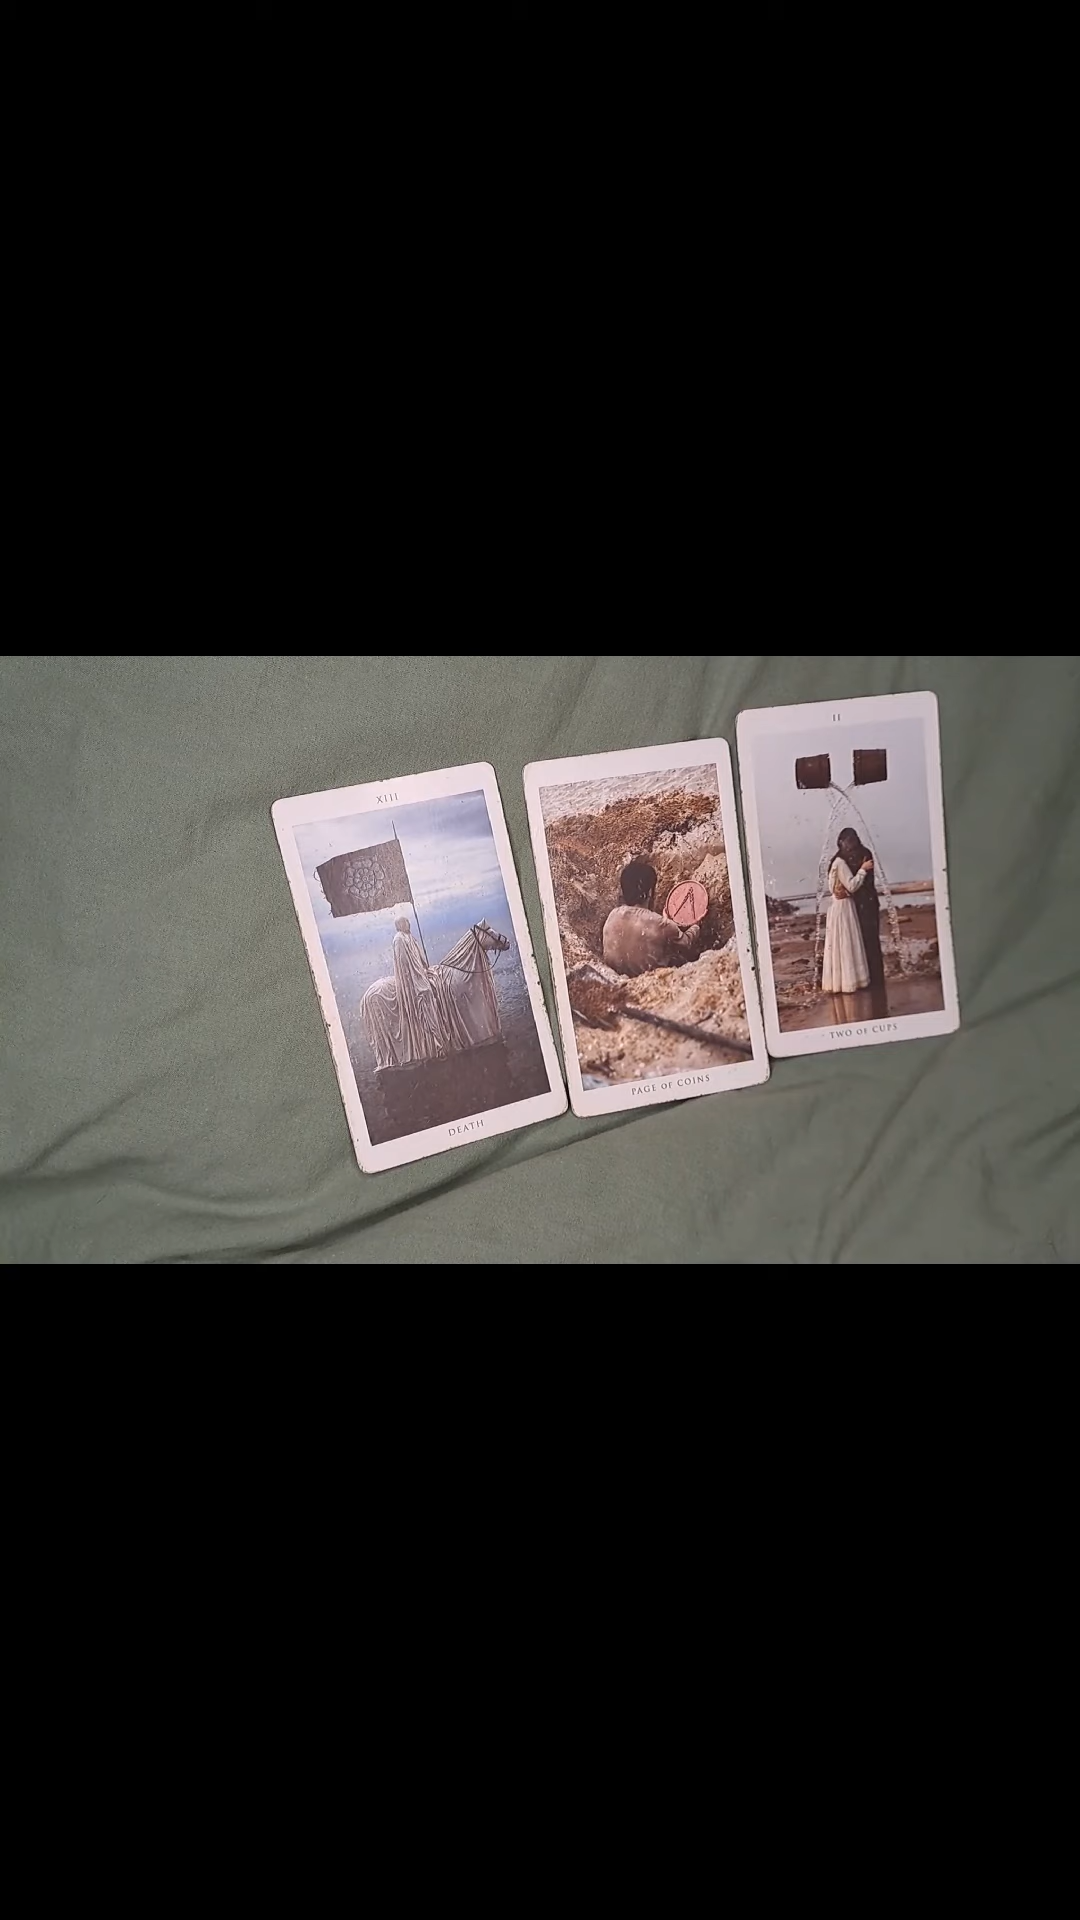 XIII
DEATH
PAGE OF COINS
II
TWO OF CUPS